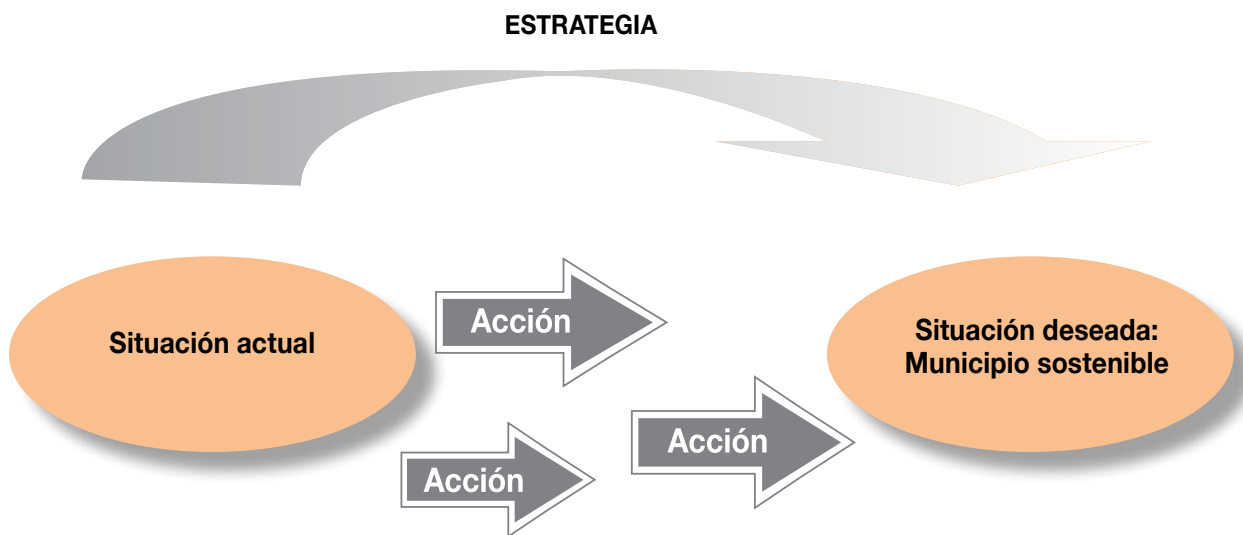 ESTRATEGIA
Situación actual
Acción
Acción
Acción
Situación deseada:
Municipio sostenible